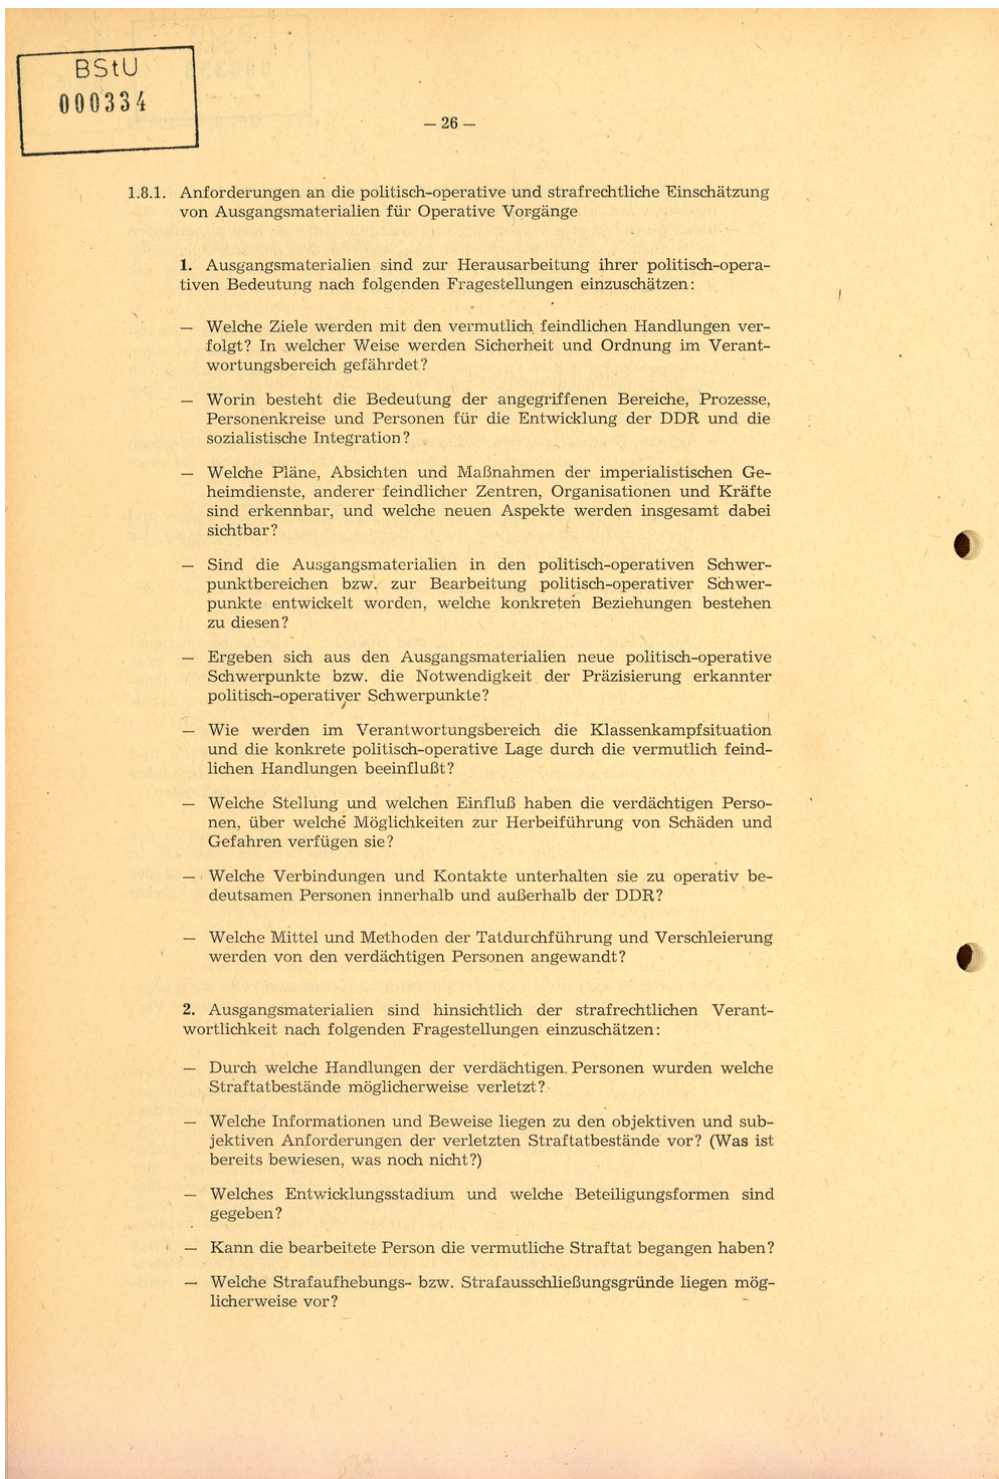 BStU
000334
— 26 —
1.8.1. Anforderungen an die politisch-operative und strafrechtliche Einschätzung
von Ausgangsmaterialien für Operative Vorgänge
1. Ausgangsmaterialien sind zur Herausarbeitung ihrer politisch-opera-
tiven Bedeutung nach folgenden Fragestellungen einzuschätzen:
— Welche Ziele werden mit den vermutlich feindlichen Handlungen ver-
folgt? In welcher Weise werden Sicherheit und Ordnung im Verant-
wortungsbereich gefährdet?
— Worin besteht die Bedeutung der angegriffenen Bereiche, Prozesse,
Personenkreise und Personen für die Entwicklung der DDR und die
sozialistische Integration?
— Welche Pläne, Absichten und Maßnahmen der imperialistischen Ge-
heimdienste, anderer feindlicher Zentren, Organisationen und Kräfte
sind erkennbar, und welche neuen Aspekte werden insgesamt dabei
sichtbar?
— Sind die Ausgangsmaterialien in den politisch-operativen Schwer-
punktbereichen bzw. zur Bearbeitung politisch-operativer Schwer-
punkte entwickelt worden, welche konkreten Beziehungen bestehen
zu diesen?
— Ergeben sich aus den Ausgangsmaterialien neue politisch-operative
Schwerpunkte bzw. die Notwendigkeit der Präzisierung erkannter
politisch-operativer Schwerpunkte?
— Wie werden im Verantwortungsbereich die Klassenkampfsituation
und die konkrete politisch-operative Lage durch die vermutlich feind-
lichen Handlungen beeinflußt?
— Welche Stellung und welchen Einfluß haben die verdächtigen Perso-
nen, über welche Möglichkeiten zur Herbeiführung von Schäden und
Gefahren verfügen sie?
— Welche Verbindungen und Kontakte unterhalten sie zu operativ be-
deutsamen Personen innerhalb und außerhalb der DDR?
— Welche Mittel und Methoden der Tatdurchführung und Verschleierung
werden von den verdächtigen Personen angewandt?
2. Ausgangsmaterialien sind hinsichtlich der strafrechtlichen Verant-
wortlichkeit nach folgenden Fragestellungen einzuschätzen:
— Durch welche Handlungen der verdächtigen Personen wurden welche
Straftatbestände möglicherweise verletzt?
— Welche Informationen und Beweise liegen zu den objektiven und sub-
jektiven Anforderungen der verletzten Straftatbestände vor? (Was ist
bereits bewiesen, was noch nicht?)
— Welches Entwicklungsstadium und welche Beteiligungsformen sind
gegeben?
— Kann die bearbeitete Person die vermutliche Straftat begangen haben?
— Welche Strafaufhebungs- bzw. Strafausschließungsgründe liegen mög-
licherweise vor?